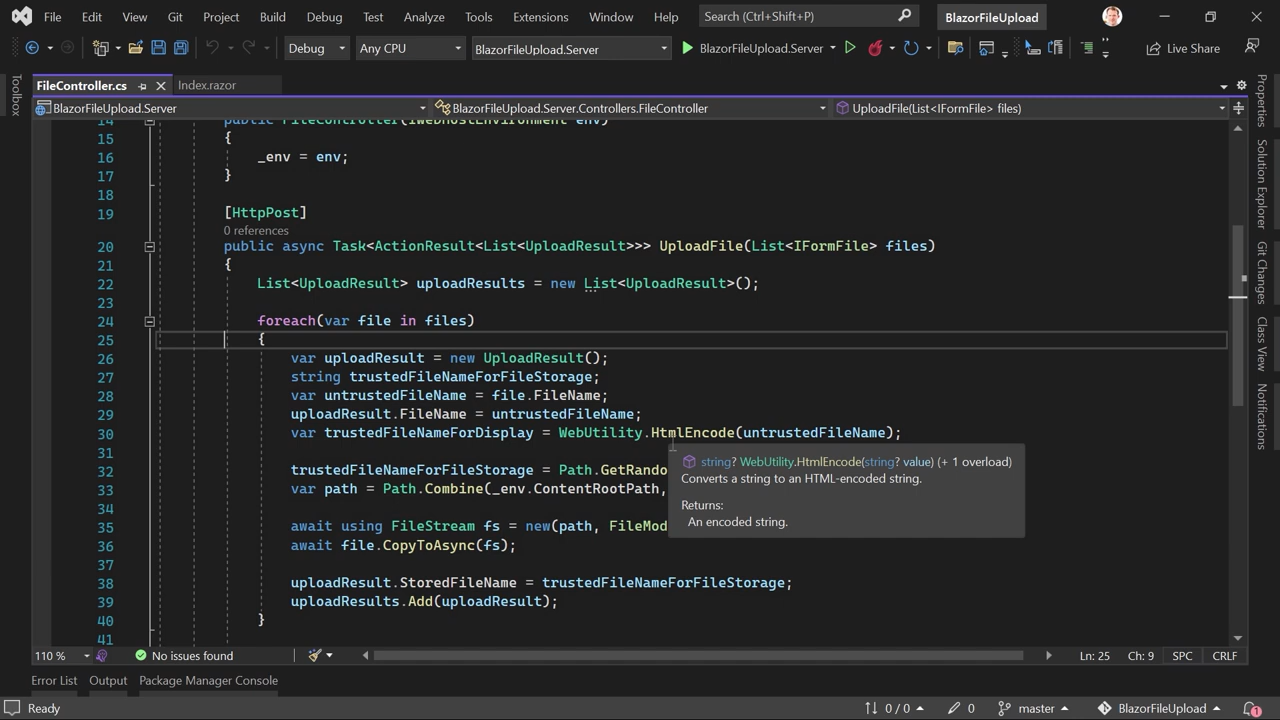 File Edit View Git Project Build Debug Test Analyze Tools Extensions Window Help Search (Ctrl+Shift+P) BlazorFileUpload
Debug Any CPU BlazorFileUpload.Server BlazorFileUpload.Server Live Share
FileController.cs Index.razor
BlazorFileUpload.Server BlazorFileUpload.Server.Controllers.FileController UploadFile(List<IFormFile> files)
Toolbox
Properties
Solution Explorer
Git Changes
Class View
Notifications
14 public FileController(IWebHostEnvironment env)
15 {
16 _env = env;
17 }
18
19 [HttpPost]
0 references
20 public async Task<ActionResult<List<UploadResult>>> UploadFile(List<IFormFile> files)
21 {
22 List<UploadResult> uploadResults = new List<UploadResult>();
23
24 foreach(var file in files)
25 {
26 var uploadResult = new UploadResult();
27 string trustedFileNameForFileStorage;
28 var untrustedFileName = file.FileName;
29 uploadResult.FileName = untrustedFileName;
30 var trustedFileNameForDisplay = WebUtility.HtmlEncode(untrustedFileName);
31
string? WebUtility.HtmlEncode(string? value) (+ 1 overload)
Converts a string to an HTML-encoded string.
Returns:
An encoded string.
32 trustedFileNameForFileStorage = Path.GetRando
33 var path = Path.Combine(_env.ContentRootPath,
34
35 await using FileStream fs = new(path, FileMod
36 await file.CopyToAsync(fs);
37
38 uploadResult.StoredFileName = trustedFileNameForFileStorage;
39 uploadResults.Add(uploadResult);
40 }
41
110 % No issues found Ln: 25 Ch: 9 SPC CRLF
Error List Output Package Manager Console
Ready 0 / 0 0 master BlazorFileUpload 1